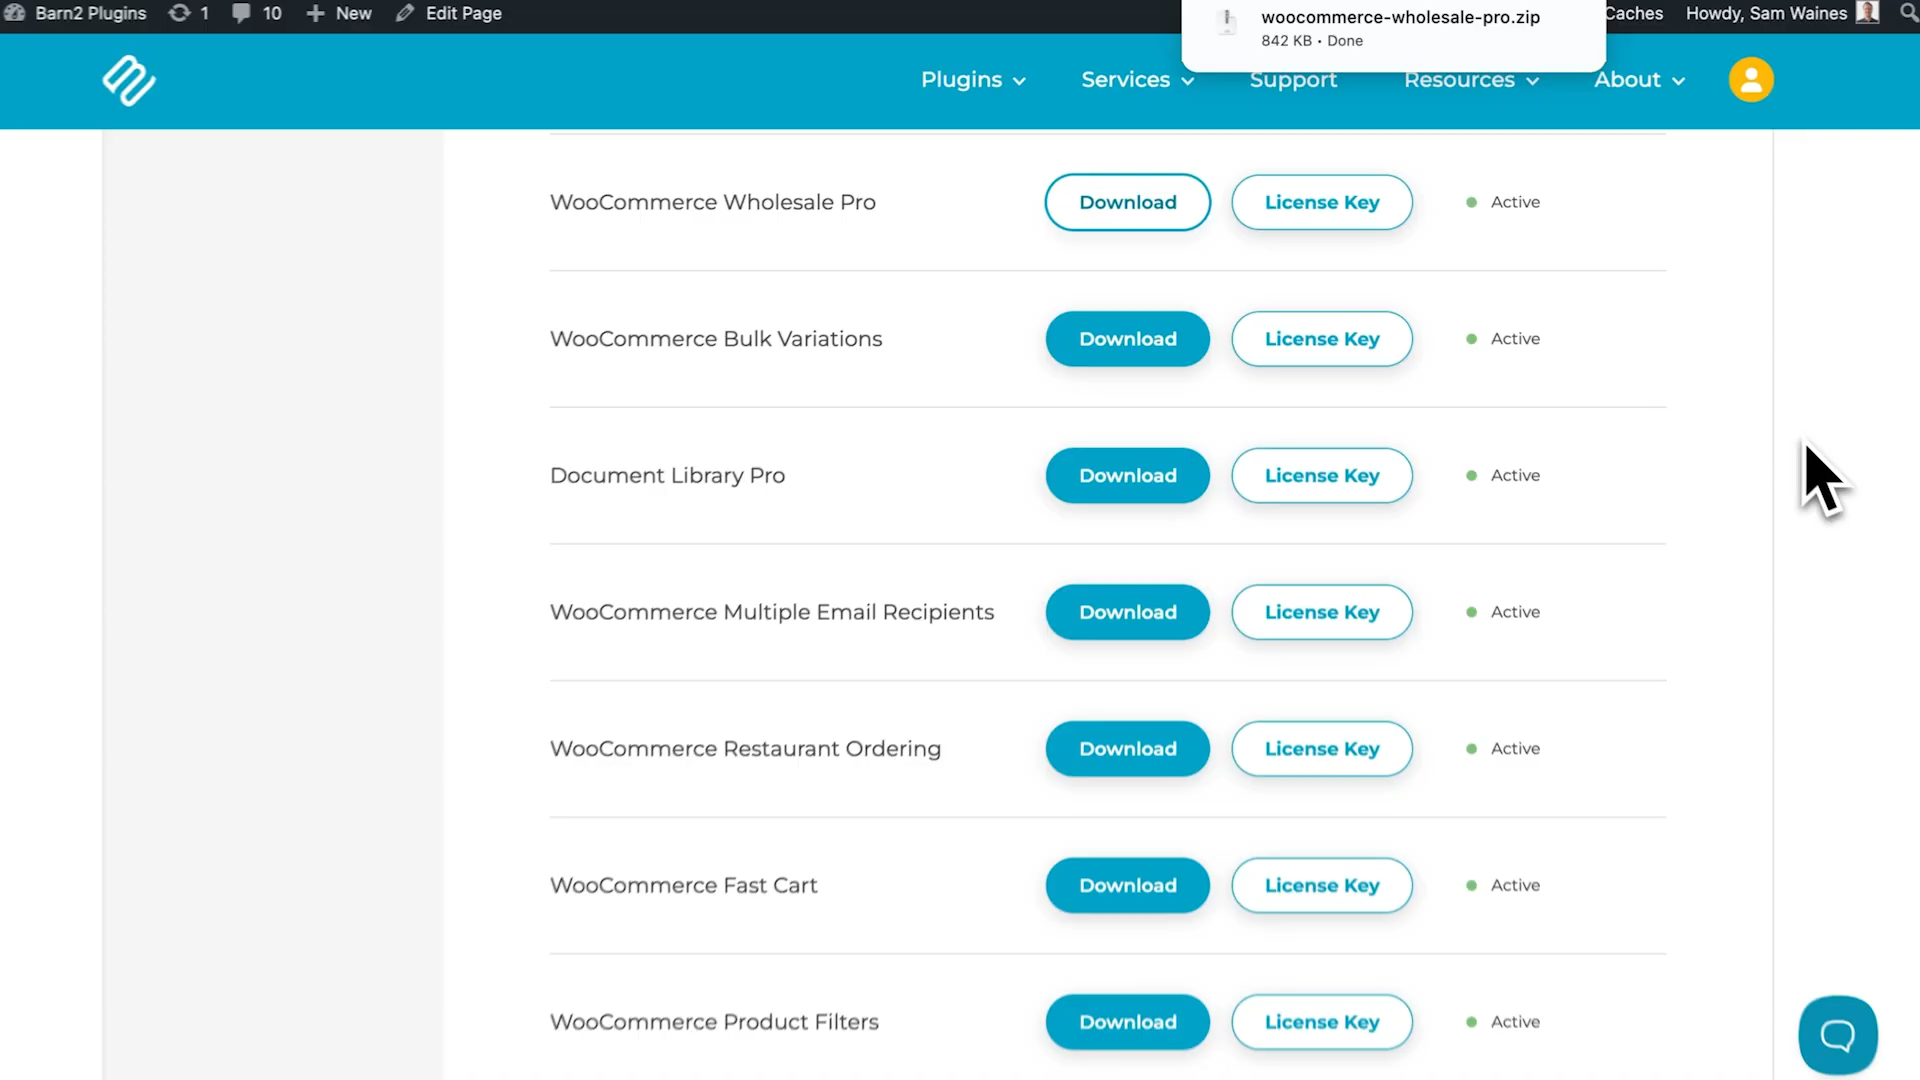 Barn2 Plugins 1 10 New Edit Page
woocommerce-wholesale-pro.zip
842 KB • Done
Caches Howdy, Sam Waines
Plugins Services Support Resources About
WooCommerce Wholesale Pro Download License Key Active
WooCommerce Bulk Variations Download License Key Active
Document Library Pro Download License Key Active
WooCommerce Multiple Email Recipients Download License Key Active
WooCommerce Restaurant Ordering Download License Key Active
WooCommerce Fast Cart Download License Key Active
WooCommerce Product Filters Download License Key Active